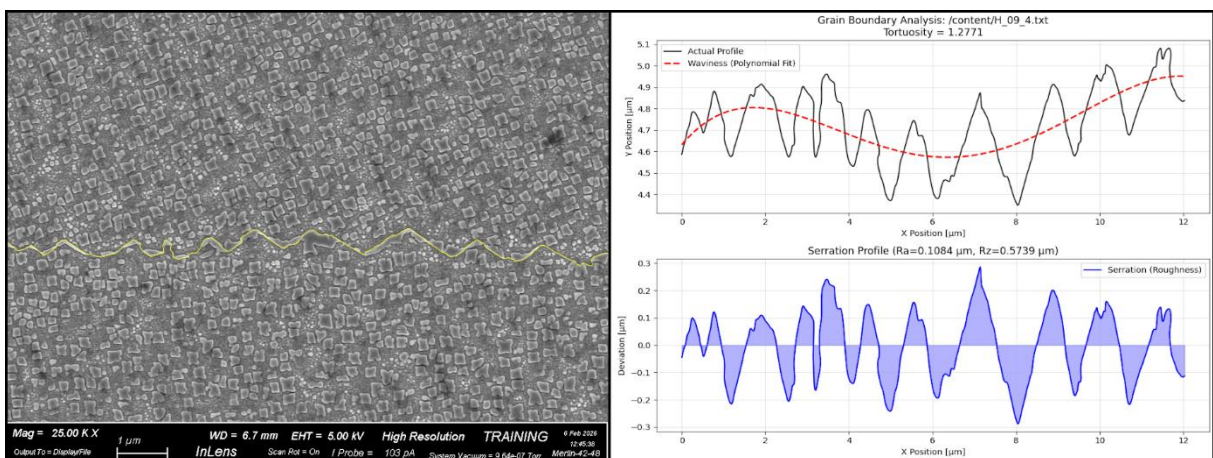 Mag = 25.00 K X
1 µm
WD = 6.7 mm
EHT = 5.00 kV
High Resolution
TRAINING
6 Feb 2026
12:45:38
Output To = Display/File
InLens
Scan Rot = On
I Probe = 103 pA
System Vacuum = 9.64e-07 Torr
Merlin-42-48
Grain Boundary Analysis: /content/H_09_4.txt
Tortuosity = 1.2771
Actual Profile
Waviness (Polynomial Fit)
Y Position [µm]
5.1
5.0
4.9
4.8
4.7
4.6
4.5
4.4
0 2 4 6 8 10 12
X Position [µm]
Serration Profile (Ra=0.1084 µm, Rz=0.5739 µm)
Serration (Roughness)
Deviation [µm]
0.3
0.2
0.1
0.0
-0.1
-0.2
-0.3
0 2 4 6 8 10 12
X Position [µm]